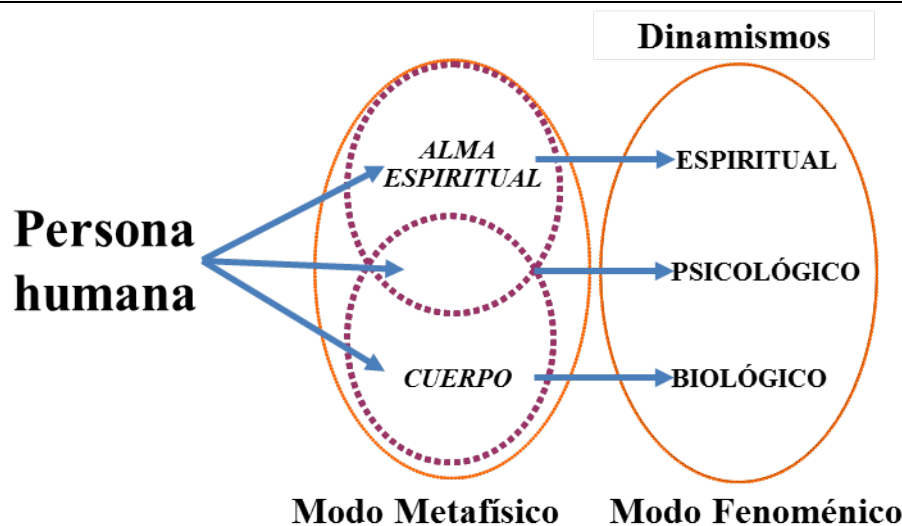 Dinamismos
ALMA
ESPIRITUAL
ESPIRITUAL
Persona
humana
PSICOLÓGICO
CUERPO
BIOLÓGICO
Modo Metafísico
Modo Fenoménico